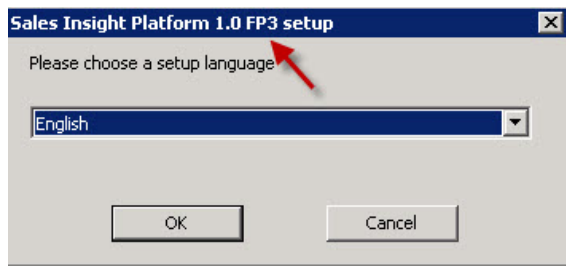 Sales Insight Platform 1.0 FP3 setup
Please choose a setup language
English
OK
Cancel